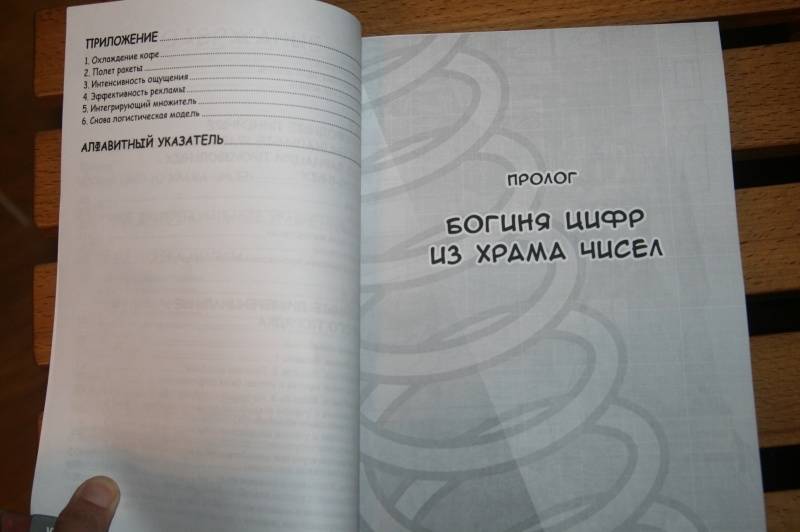 ПРИЛОЖЕНИЕ
1. Охлаждение кофе
2. Полет ракеты
3. Интенсивность ощущения
4. Эффективность рекламы
5. Интегрирующий множитель
6. Снова логистическая модель
АЛФАВИТНЫЙ УКАЗАТЕЛЬ
ПРОЛОГ
БОГИНЯ ЦИФР
ИЗ ХРАМА ЧИСЕЛ